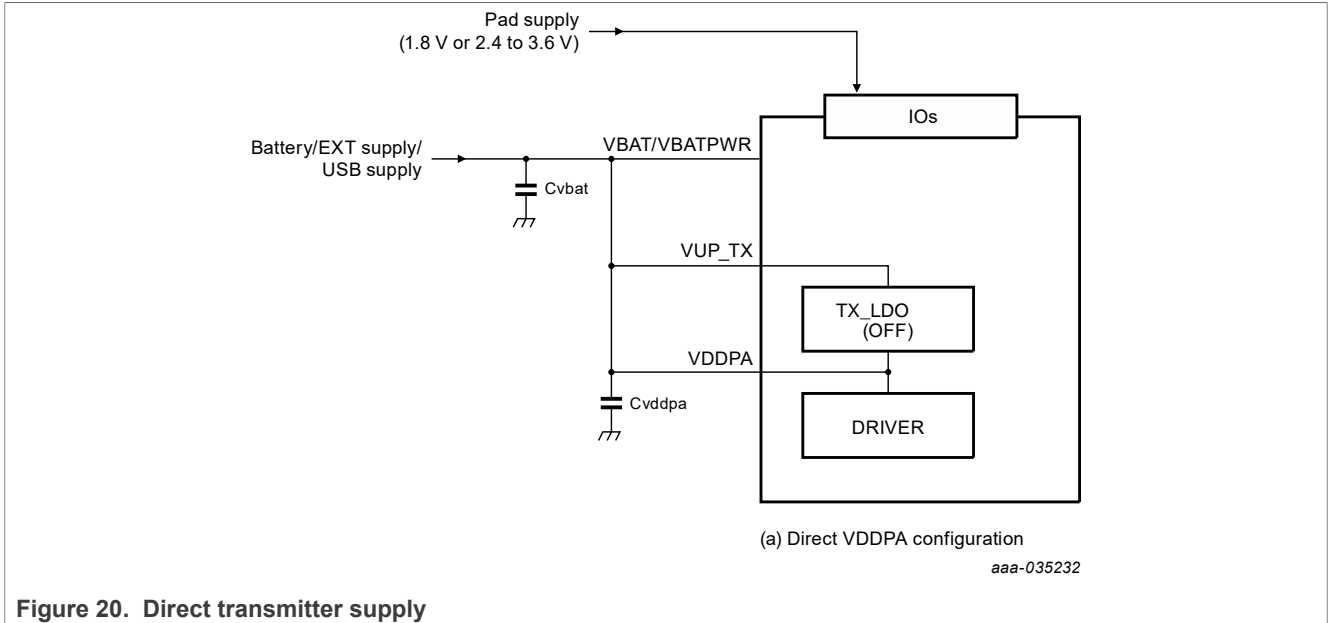 Pad supply
(1.8 V or 2.4 to 3.6 V)
IOs
Battery/EXT supply/
USB supply
VBAT/VBATPWR
Cvbat
VUP_TX
TX_LDO
(OFF)
VDDPA
Cvddpa
DRIVER
(a) Direct VDDPA configuration
aaa-035232
Figure 20. Direct transmitter supply